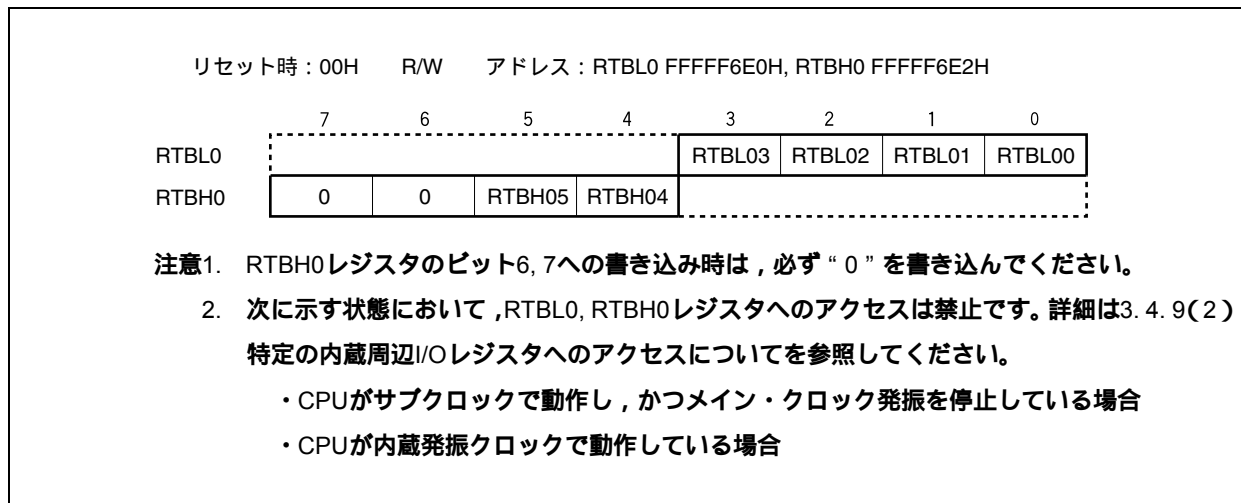 リセット時：00H R/W アドレス：RTBL0 FFFFF6E0H, RTBH0 FFFFF6E2H
7 6 5 4 3 2 1 0
RTBL0 RTBL03 RTBL02 RTBL01 RTBL00
RTBH0 0 0 RTBH05 RTBH04
注意1. RTBH0レジスタのビット6, 7への書き込み時は，必ず“0”を書き込んでください。
2. 次に示す状態において，RTBL0, RTBH0レジスタへのアクセスは禁止です。詳細は3. 4. 9（2）
特定の内蔵周辺I/Oレジスタへのアクセスについてを参照してください。
・CPUがサブクロックで動作し，かつメイン・クロック発振を停止している場合
・CPUが内蔵発振クロックで動作している場合